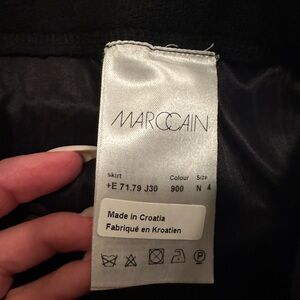 MARCCAIN
skirt Colour Size
+E 71.79 J30 900 N 4
Made in Croatia
Fabriqué en Kroatien